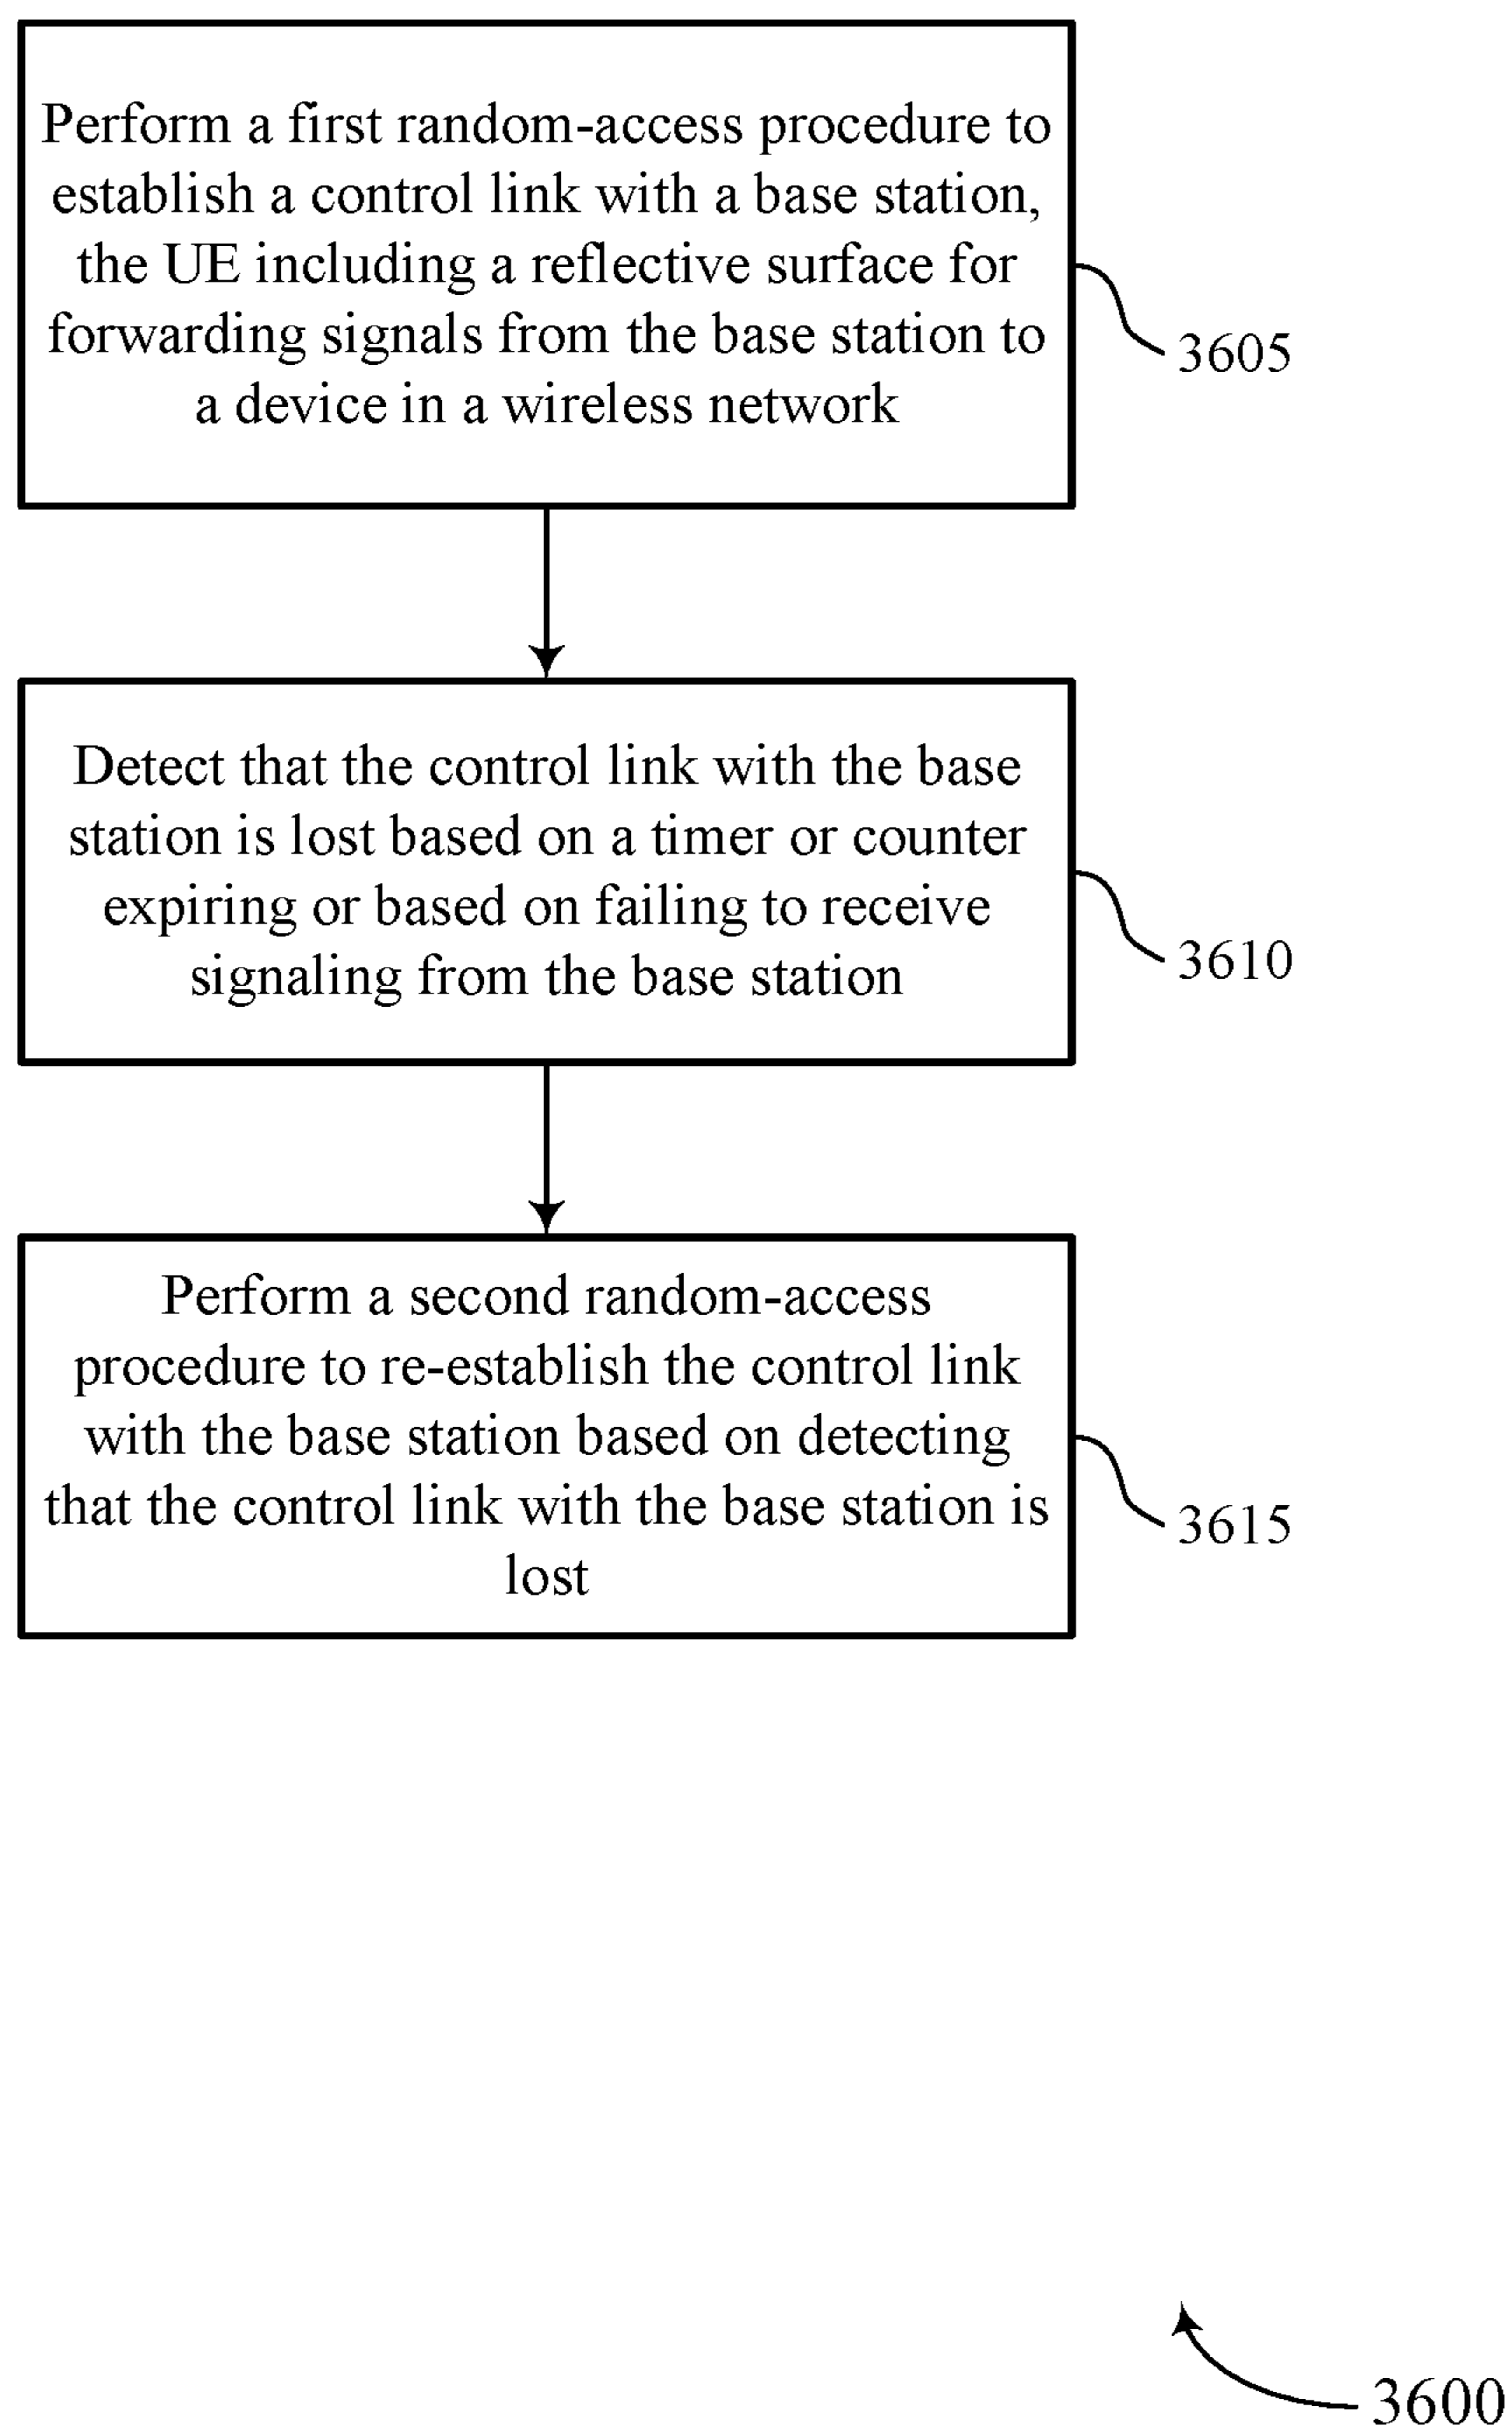 Perform a first random-access procedure to
establish a control link with a base station,
the UE including a reflective surface for
forwarding signals from the base station to
a device in a wireless network
3605
Detect that the control link with the base
station is lost based on a timer or counter
expiring or based on failing to receive
signaling from the base station
3610
Perform a second random-access
procedure to re-establish the control link
with the base station based on detecting
that the control link with the base station is
lost
3615
3600